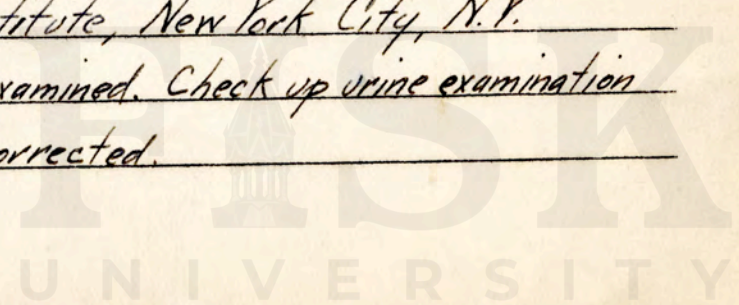 titute, New York City, N.Y.
xamined. Check up urine examination
orrected.
FISK
UNIVERSITY